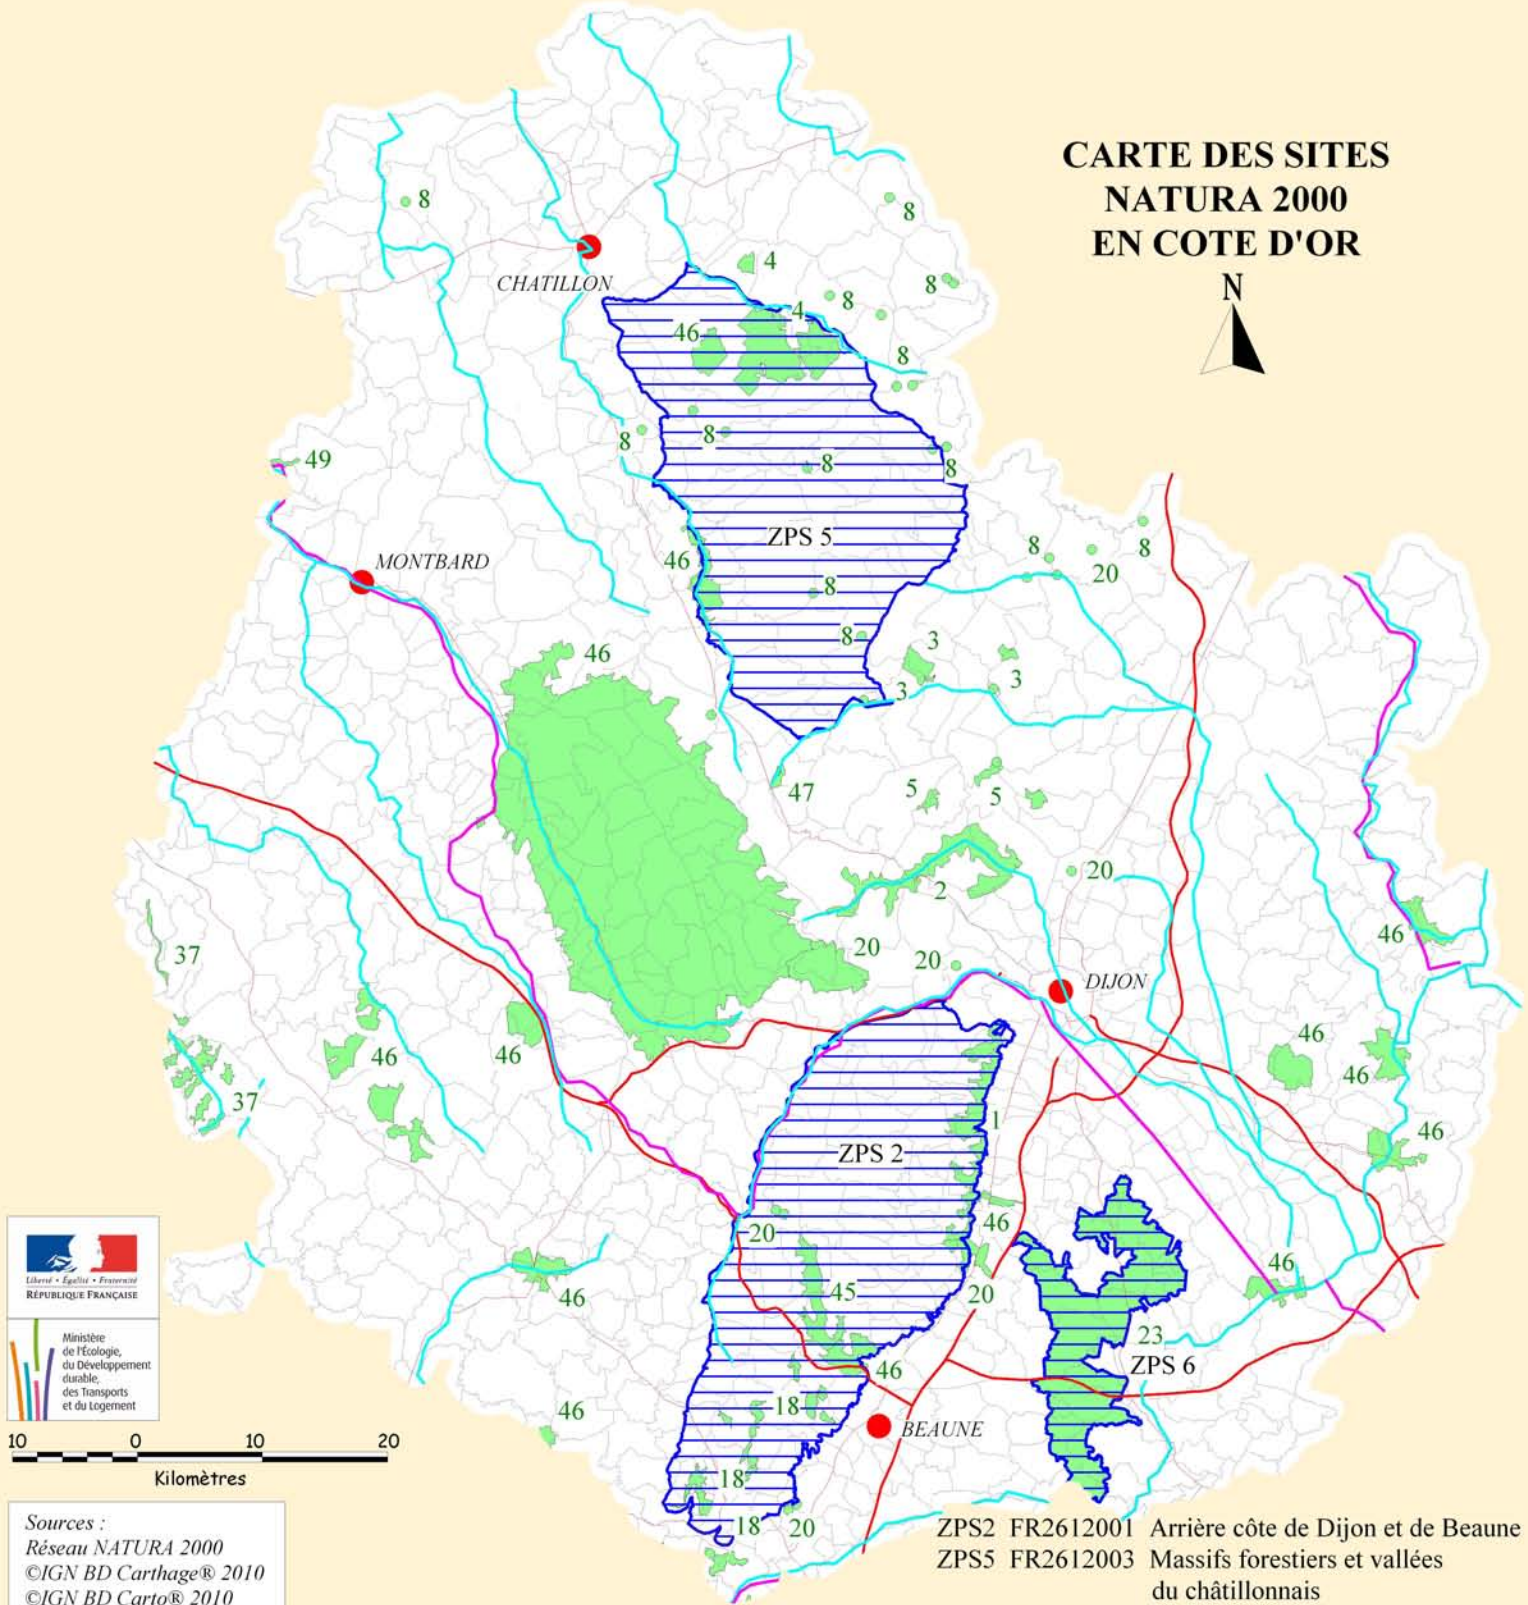 CARTE DES SITES
NATURA 2000
EN COTE D'OR
N
8
8
CHATILLON
4
8
8
4
46
8
8
8
8
8
49
ZPS 5
8
8
MONTBARD
46
20
8
8
3
46
3
3
47
5
5
20
2
37
20
20
46
DIJON
46
46
46
46
37
1
46
ZPS 2
46
20
46
45
20
46
23
ZPS 6
46
18
46
BEAUNE
18
18
20
Liberté • Égalité • Fraternité
RÉPUBLIQUE FRANÇAISE
Ministère
de l'Écologie,
du Développement
durable,
des Transports
et du Logement
10 0 10 20
Kilomètres
Sources :
Réseau NATURA 2000
©IGN BD Carthage® 2010
©IGN BD Carto® 2010
ZPS2 FR2612001 Arrière côte de Dijon et de Beaune
ZPS5 FR2612003 Massifs forestiers et vallées
du châtillonnais